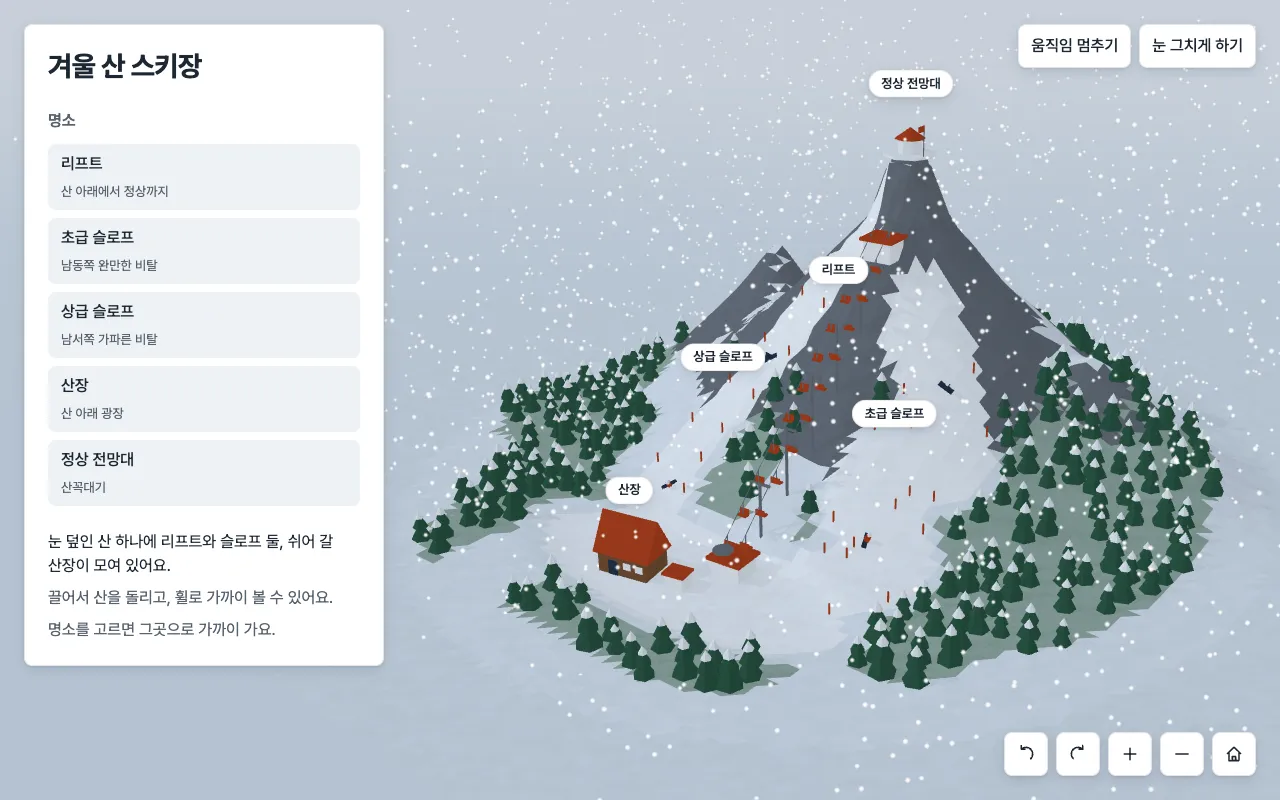 겨울 산 스키장
명소
리프트
산 아래에서 정상까지
초급 슬로프
남동쪽 완만한 비탈
상급 슬로프
남서쪽 가파른 비탈
산장
산 아래 광장
정상 전망대
산꼭대기
눈 덮인 산 하나에 리프트와 슬로프 둘, 쉬어 갈
산장이 모여 있어요.
끌어서 산을 돌리고, 휠로 가까이 볼 수 있어요.
명소를 고르면 그곳으로 가까이 가요.
움직임 멈추기
눈 그치게 하기
정상 전망대
리프트
상급 슬로프
초급 슬로프
산장